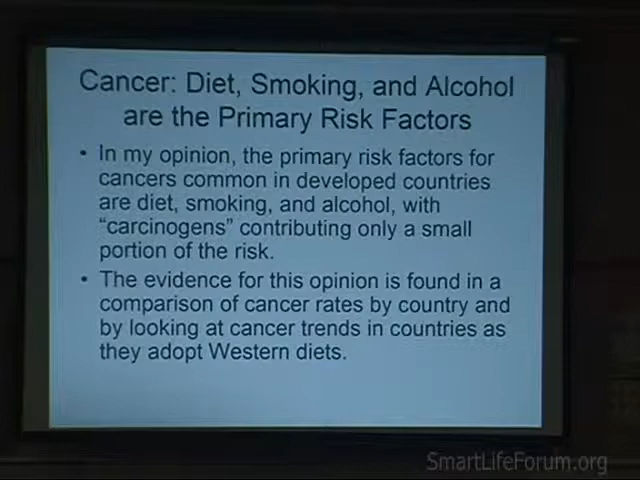 Cancer: Diet, Smoking, and Alcohol
are the Primary Risk Factors
• In my opinion, the primary risk factors for
cancers common in developed countries
are diet, smoking, and alcohol, with
“carcinogens” contributing only a small
portion of the risk.
• The evidence for this opinion is found in a
comparison of cancer rates by country and
by looking at cancer trends in countries as
they adopt Western diets.
SmartLifeForum.org